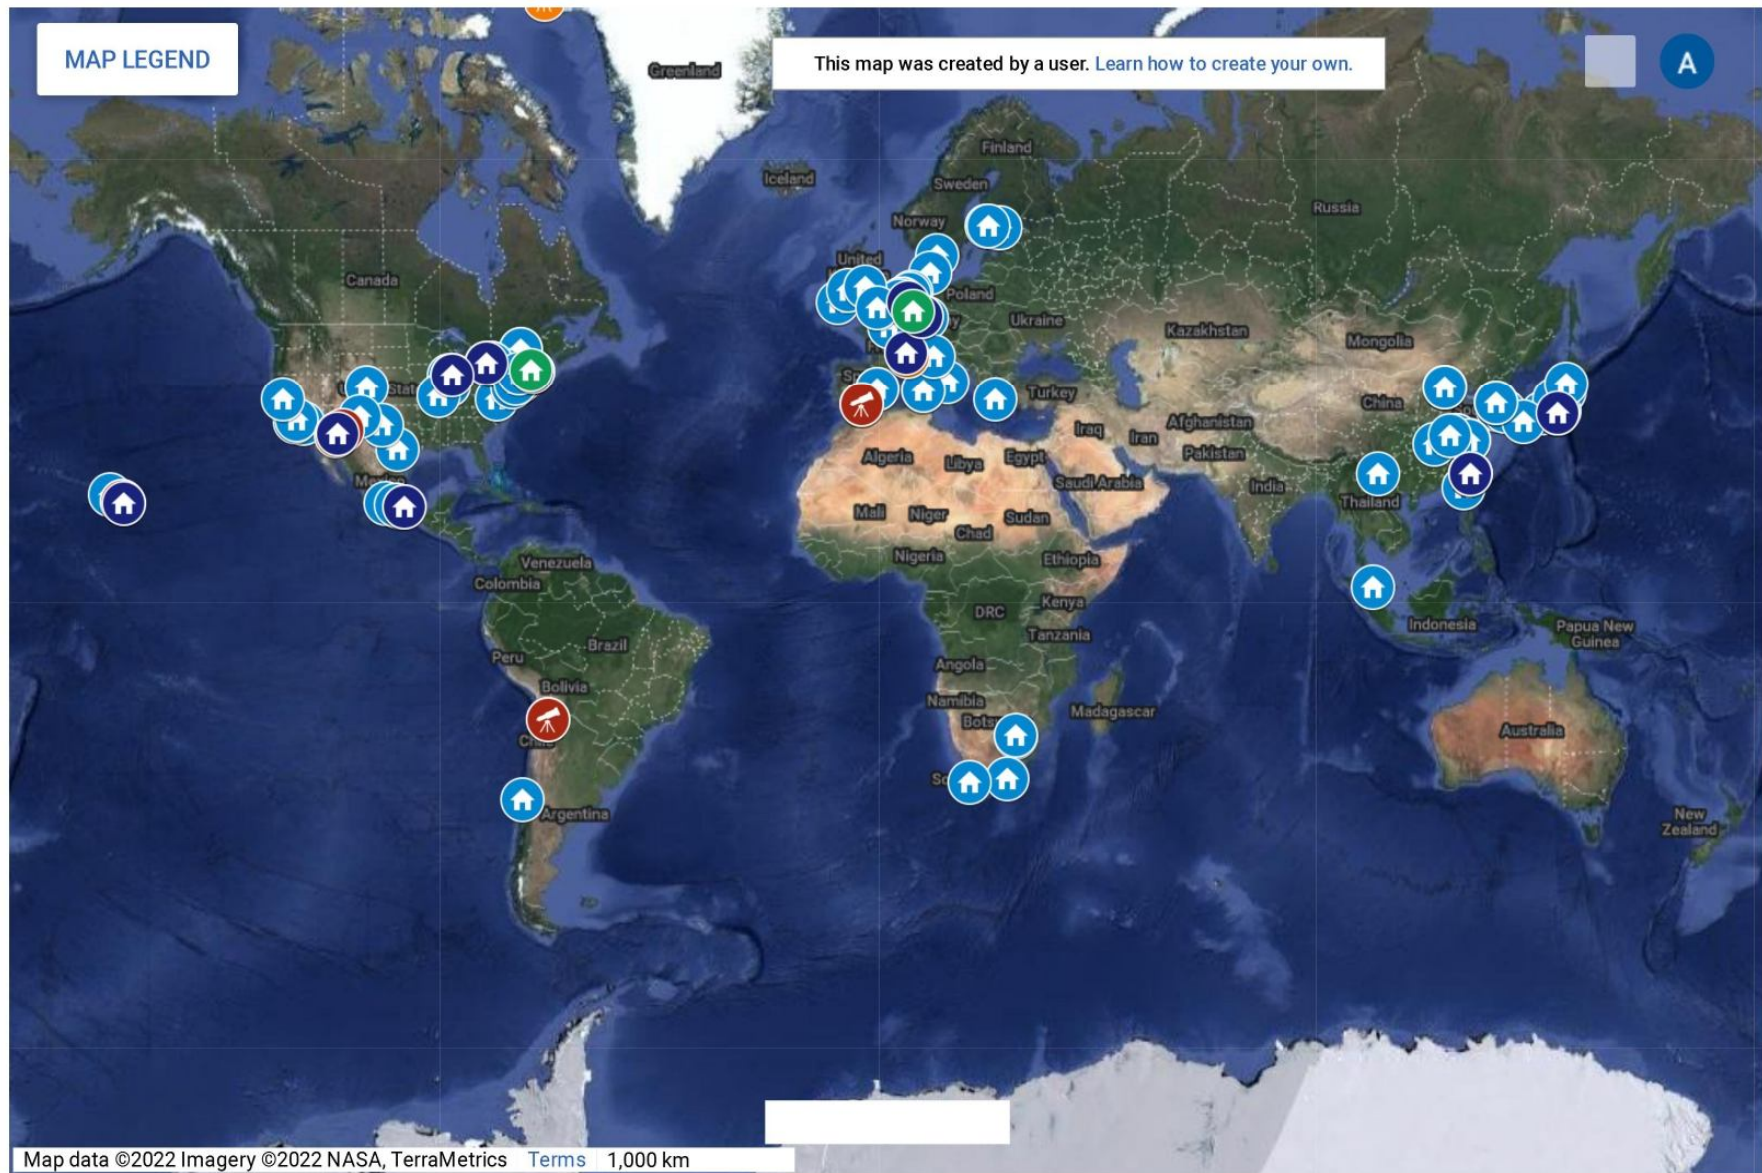 MAP LEGEND
This map was created by a user. Learn how to create your own.
A
Greenland
Finland
Iceland
Sweden
Russia
Norway
United
Canada
Poland
Ukraine
Kazakhstan
Mongolia
Turkey
China
Afghanistan
Iraq
Iran
Pakistan
Algeria
Libya
Egypt
Saudi Arabia
India
Mexico
Thailand
Mali
Niger
Sudan
Chad
Nigeria
Ethiopia
Venezuela
Colombia
Kenya
DRC
Indonesia
Papua New
Guinea
Tanzania
Brazil
Peru
Angola
Bolivia
Namibia
Madagascar
Australia
Argentina
New
Zealand
Map data ©2022 Imagery ©2022 NASA, TerraMetrics Terms 1,000 km